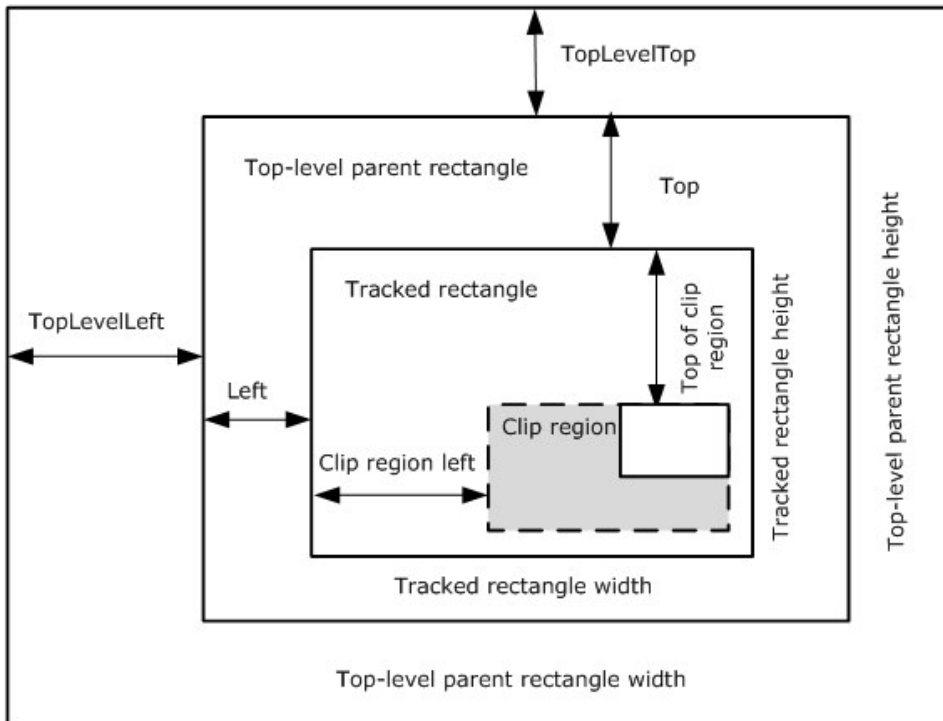 TopLevelTop
Top-level parent rectangle
Top
Tracked rectangle
TopLevelLeft
Left
Top of clip
region
Clip region
Clip region left
Tracked rectangle height
Top-level parent rectangle height
Tracked rectangle width
Top-level parent rectangle width